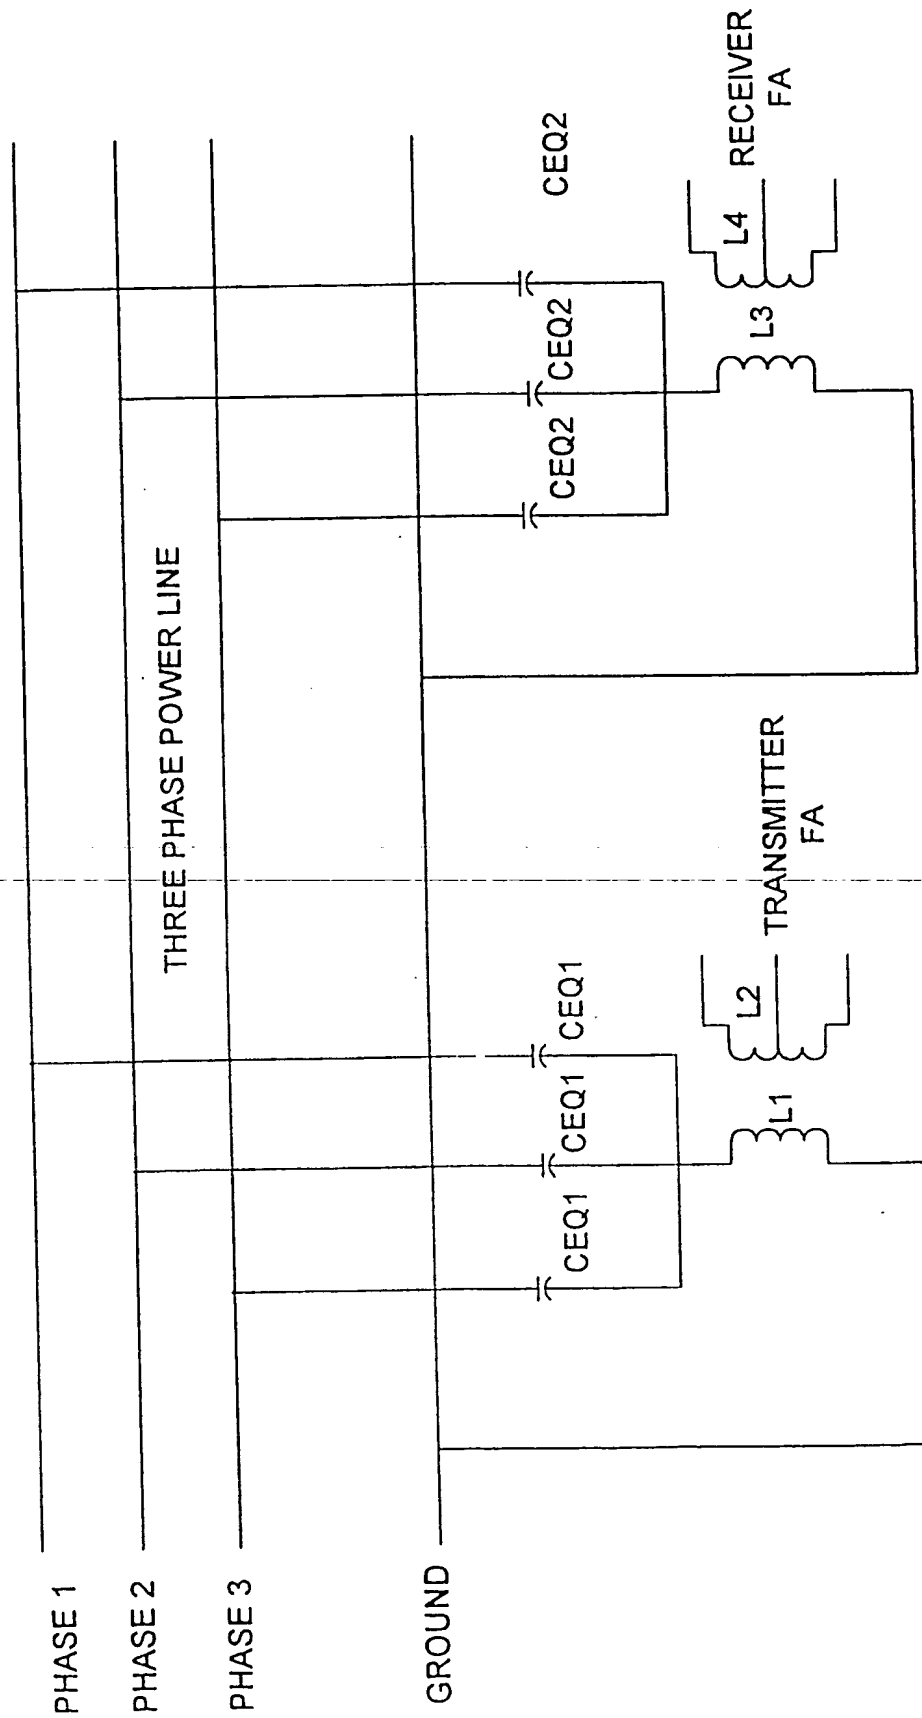 PHASE 1
PHASE 2
PHASE 3
GROUND
THREE PHASE POWER LINE
CEQ1
CEQ1
CEQ1
L1
L2
TRANSMITTER
FA
CEQ2
CEQ2
CEQ2
L3
L4
RECEIVER
FA